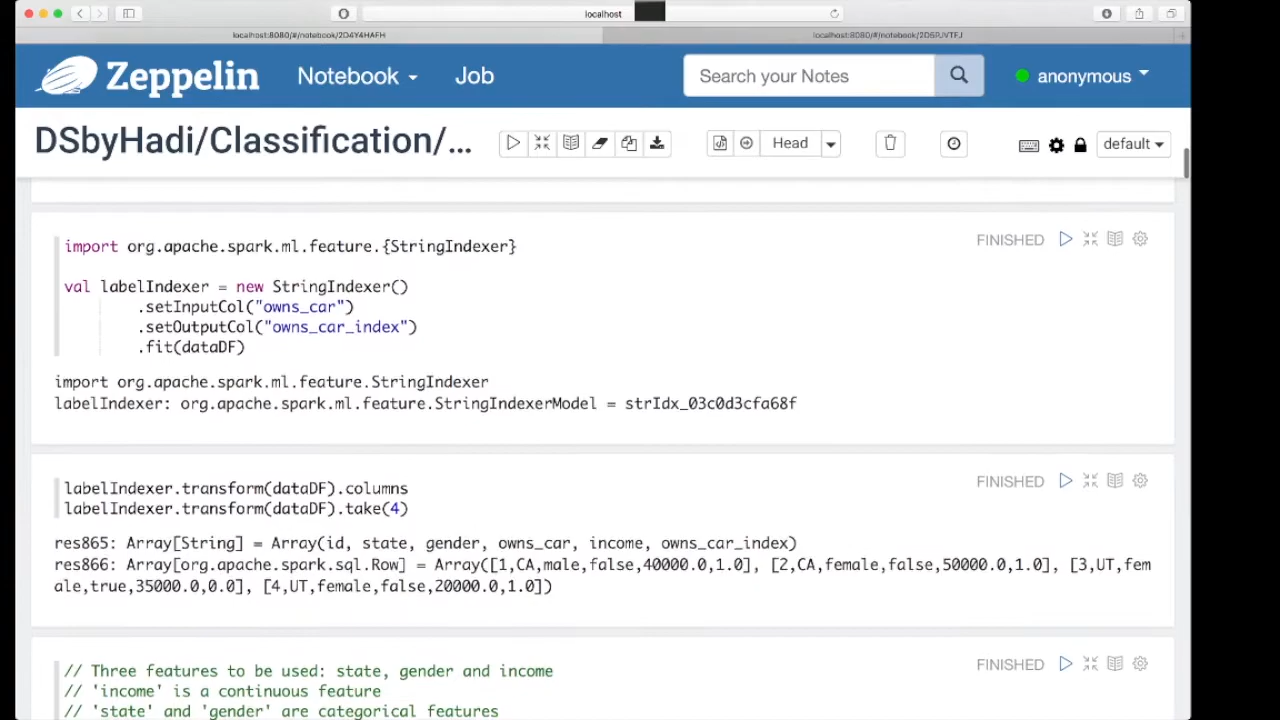 localhost
localhost:8080/#/notebook/2D4Y4HAFH
localhost:8080/#/notebook/2D5PJVTFJ
Zeppelin
Notebook
Job
Search your Notes
anonymous
DSbyHadi/Classification/...
Head
default
FINISHED
import org.apache.spark.ml.feature.{StringIndexer}
val labelIndexer = new StringIndexer()
.setInputCol("owns_car")
.setOutputCol("owns_car_index")
.fit(dataDF)
import org.apache.spark.ml.feature.StringIndexer
labelIndexer: org.apache.spark.ml.feature.StringIndexerModel = strIdx_03c0d3cfa68f
FINISHED
labelIndexer.transform(dataDF).columns
labelIndexer.transform(dataDF).take(4)
res865: Array[String] = Array(id, state, gender, owns_car, income, owns_car_index)
res866: Array[org.apache.spark.sql.Row] = Array([1,CA,male,false,40000.0,1.0], [2,CA,female,false,50000.0,1.0], [3,UT,fem
ale,true,35000.0,0.0], [4,UT,female,false,20000.0,1.0])
FINISHED
// Three features to be used: state, gender and income
// 'income' is a continuous feature
// 'state' and 'gender' are categorical features